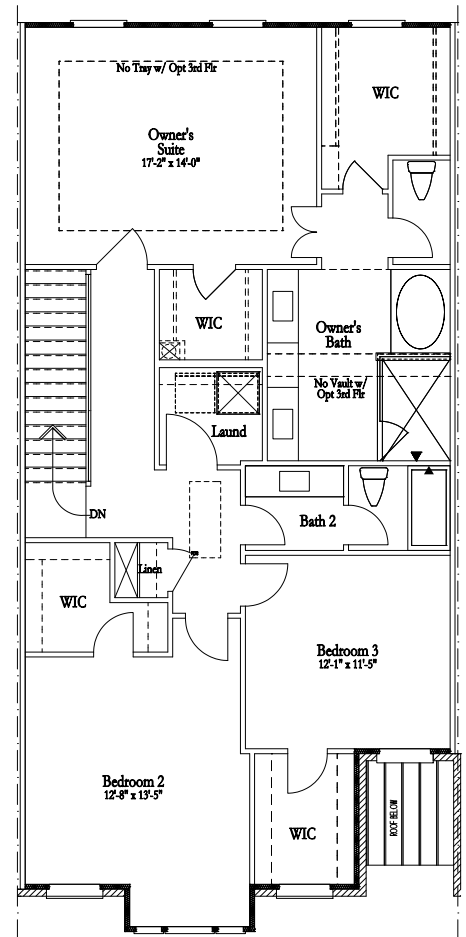 No Tray w/ Opt 3rd Flr
WIC
Owner's
Suite
17'-2" x 14'-0"
WIC
Owner's
Bath
No Vault w/
Opt 3rd Flr
Laund
DN
Bath 2
Linen
WIC
Bedroom 3
12'-1" x 11'-5"
Bedroom 2
12'-8" x 13'-5"
WIC
ROOF BELOW